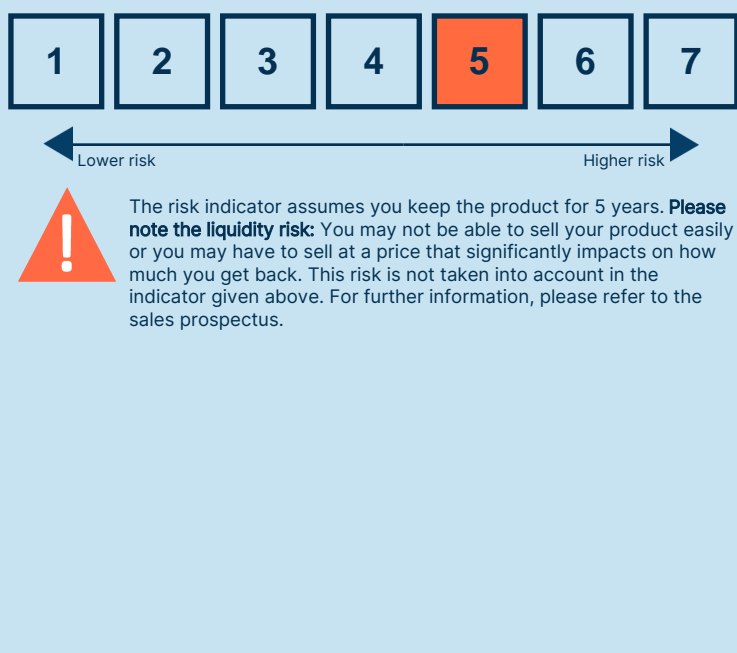 1 2 3 4 5 6 7
Lower risk Higher risk
!
The risk indicator assumes you keep the product for 5 years. Please
note the liquidity risk: You may not be able to sell your product easily
or you may have to sell at a price that significantly impacts on how
much you get back. This risk is not taken into account in the
indicator given above. For further information, please refer to the
sales prospectus.